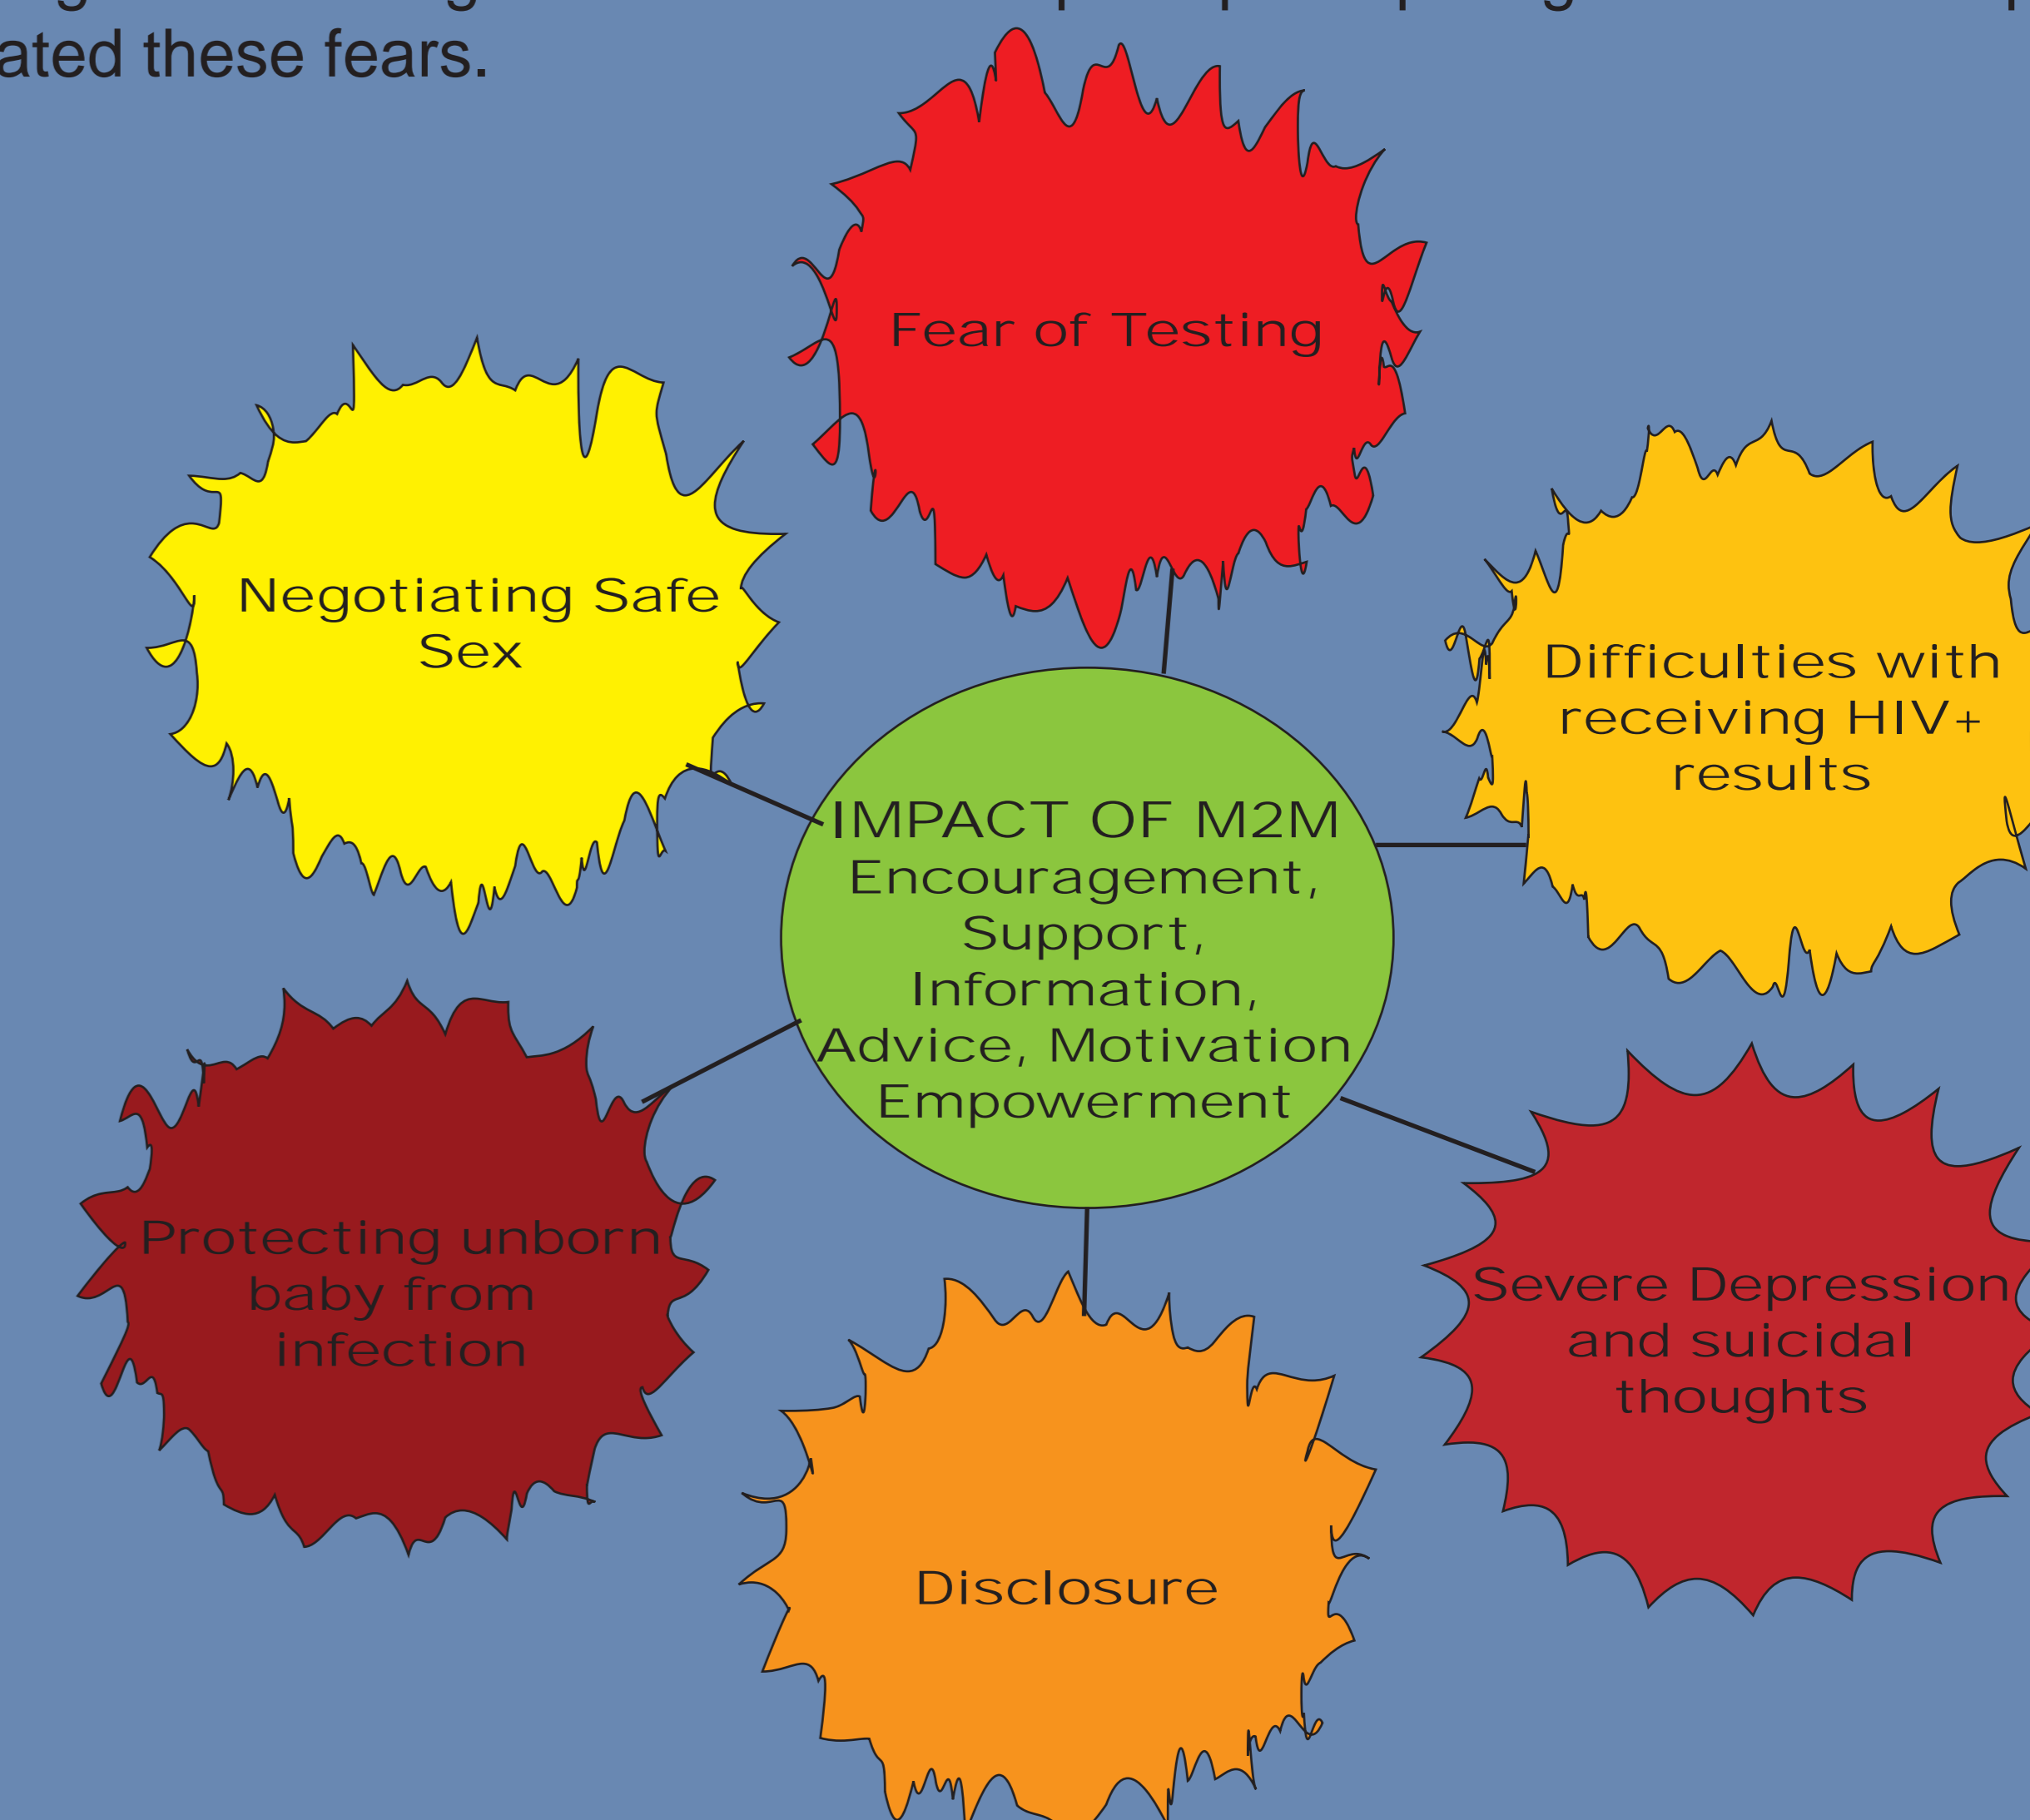 ated these fears.
Fear of Testing
Negotiating Safe
Sex
Difficulties with
receiving HIV+
results
IMPACT OF M2M
Encouragement,
Support,
Information,
Advice, Motivation
Empowerment
Protecting unborn
baby from
infection
Severe Depression
and suicidal
thoughts
Disclosure